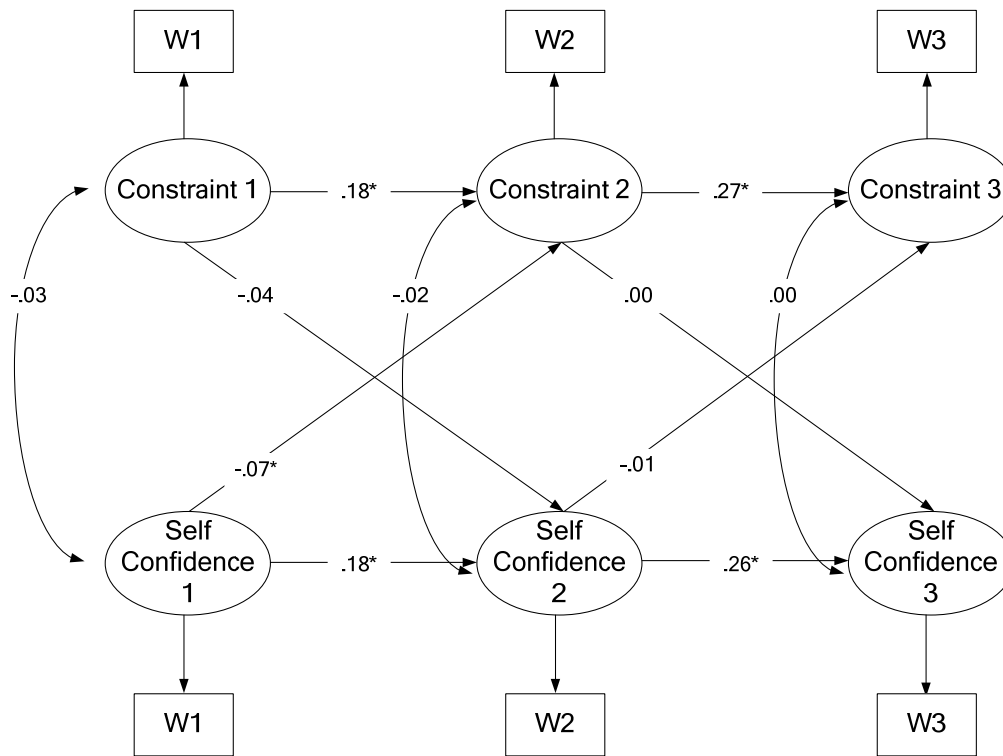 W1
W2
W3
Constraint 1
.18*
Constraint 2
.27*
Constraint 3
-.03
-.04
-.02
.00
.00
-.07*
-.01
Self
Confidence
1
.18*
Self
Confidence
2
.26*
Self
Confidence
3
W1
W2
W3